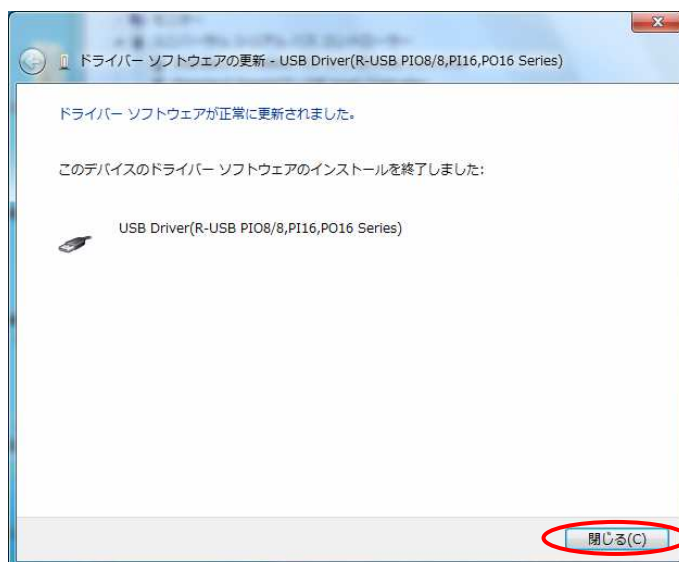 ドライバー ソフトウェアの更新 - USB Driver(R-USB PIO8/8,PI16,PO16 Series)
ドライバー ソフトウェアが正常に更新されました。
このデバイスのドライバー ソフトウェアのインストールを終了しました:
USB Driver(R-USB PIO8/8,PI16,PO16 Series)
閉じる(C)